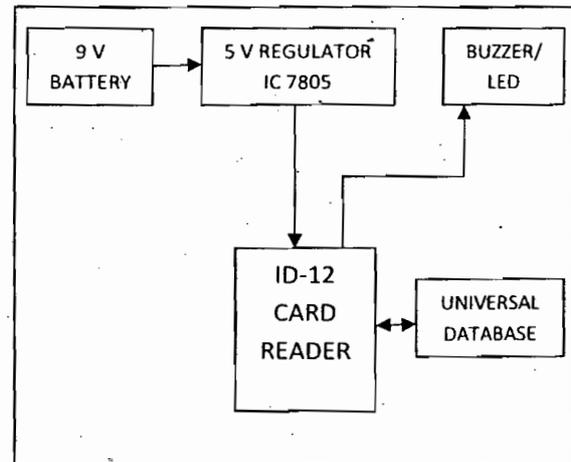 9 V
BATTERY
5 V REGULATOR
IC 7805
BUZZER/
LED
ID-12
CARD
READER
UNIVERSAL
DATABASE